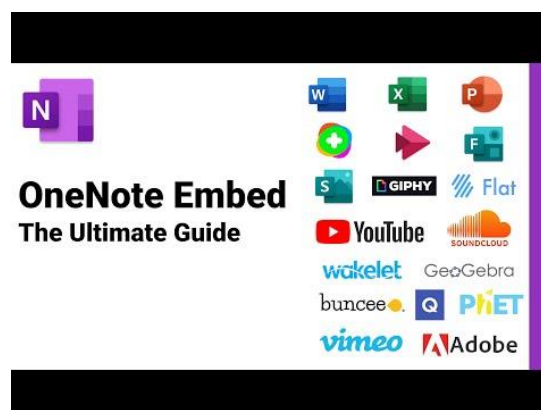 N
OneNote Embed
The Ultimate Guide
W X P
F
S GIPHY Flat
YouTube SOUNDCLOUD
wakelet GeoGebra
buncee. Q PhET
vimeo Adobe